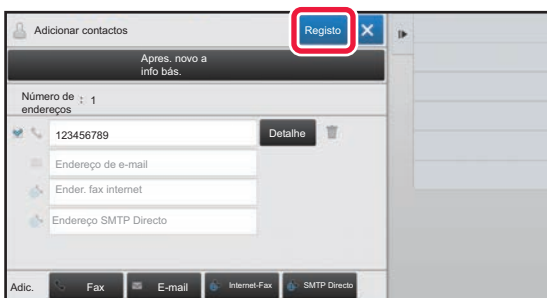 Adicionar contactos
Registo
Apres. novo a
info bás.
Número de : 1
endereços
123456789
Detalhe
Endereço de e-mail
Ender. fax internet
Endereço SMTP Directo
Adic.
Fax
E-mail
Internet-Fax
SMTP Directo